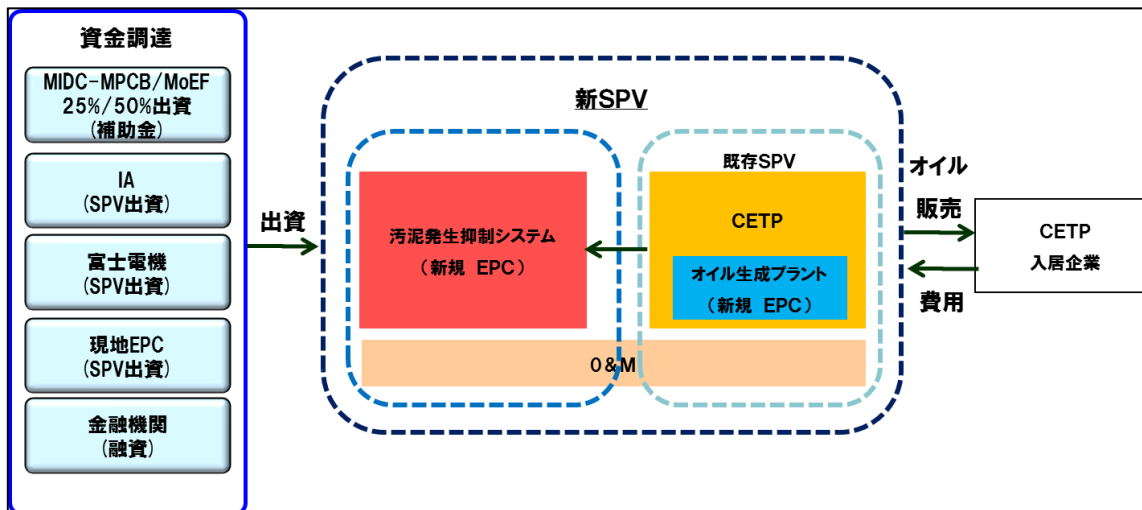 資金調達
MIDC-MPCB/MoEF
25%/50%出資
(補助金)
IA
(SPV出資)
富士電機
(SPV出資)
現地EPC
(SPV出資)
金融機関
(融資)
出資
新SPV
汚泥発生抑制システム
(新規 EPC)
既存SPV
CETP
オイル生成プラント
(新規 EPC)
O&M
オイル
販売
費用
CETP
入居企業